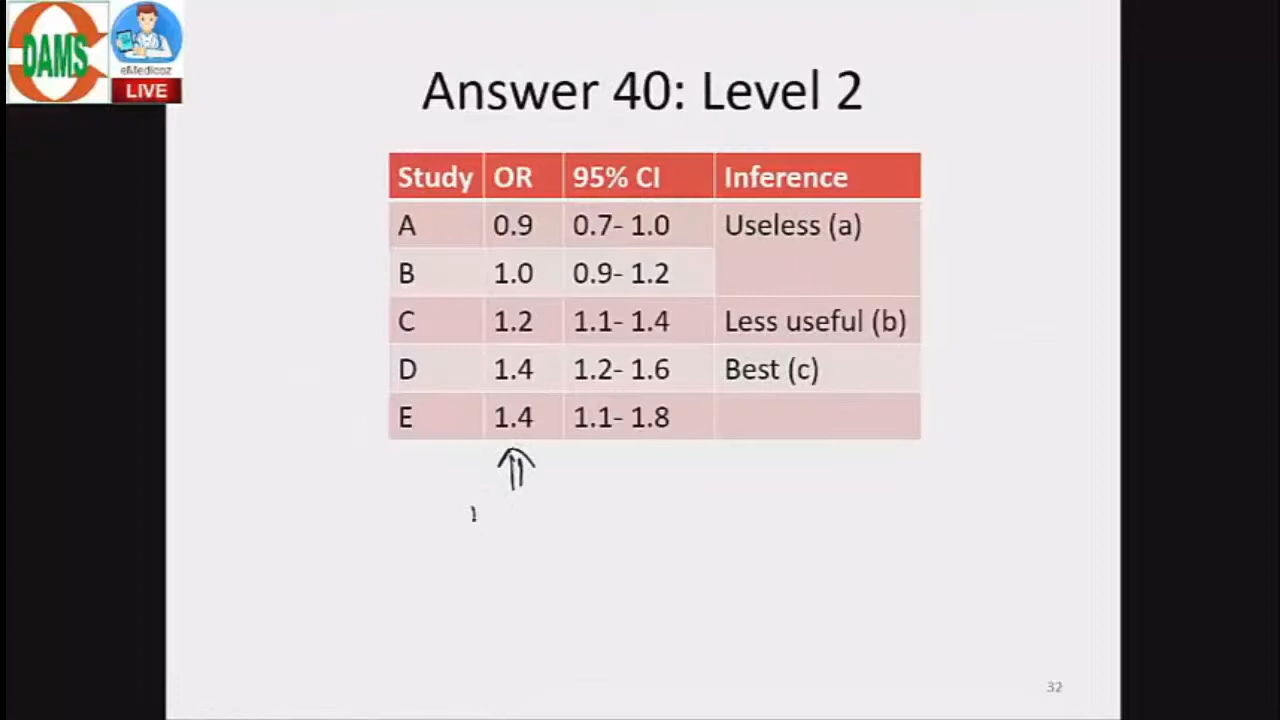 DAMS
eMedicoz
LIVE
Answer 40: Level 2
Study OR 95% CI Inference
A 0.9 0.7- 1.0 Useless (a)
B 1.0 0.9- 1.2
C 1.2 1.1- 1.4 Less useful (b)
D 1.4 1.2- 1.6 Best (c)
E 1.4 1.1- 1.8
32